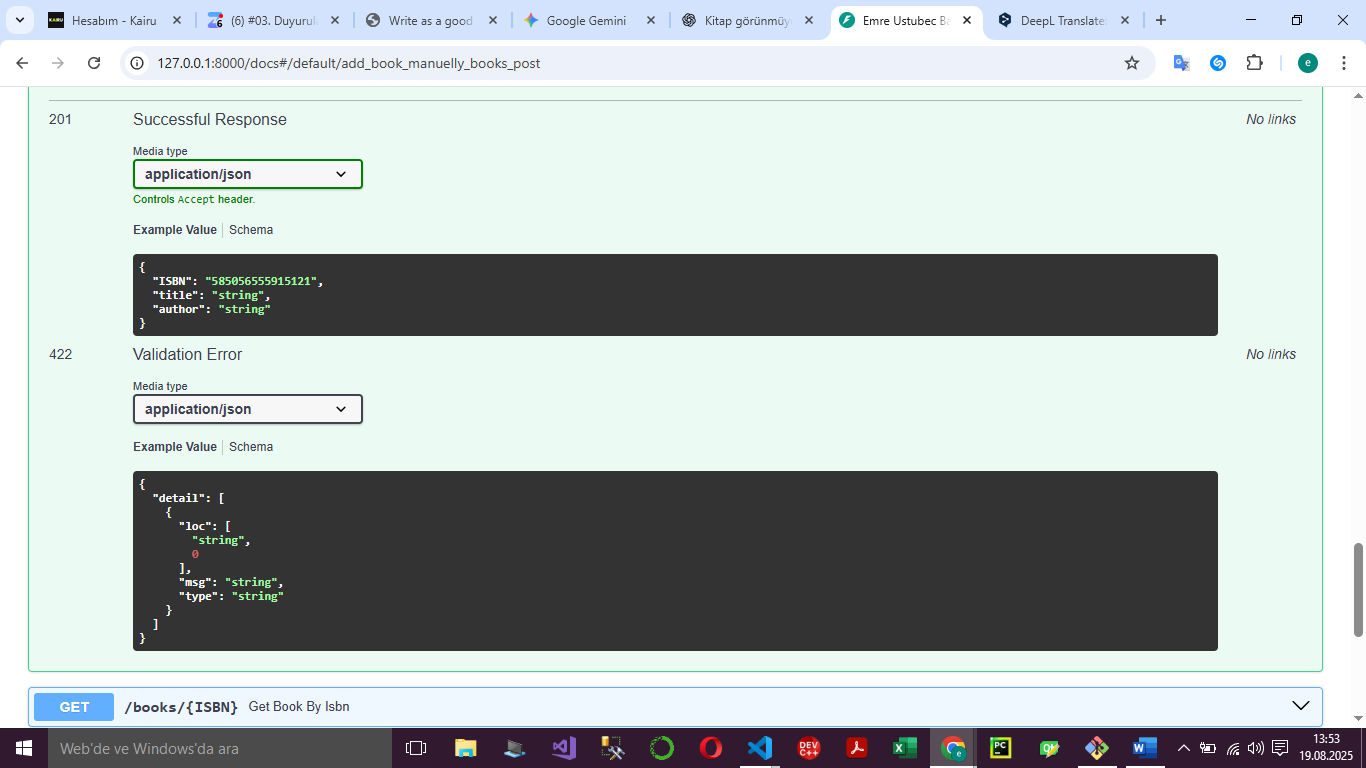 Hesabım - Kairu
(6) #03. Duyurulu
Write as a good
Google Gemini
Kitap görünmüyo
Emre Ustubec Ba
DeepL Translate:
127.0.0.1:8000/docs#/default/add_book_manuelly_books_post
e
201 Successful Response No links
Media type
application/json
Controls Accept header.
Example Value Schema
{
"ISBN": "585056555915121",
"title": "string",
"author": "string"
}
422 Validation Error No links
Media type
application/json
Example Value Schema
{
"detail": [
{
"loc": [
"string",
0
],
"msg": "string",
"type": "string"
}
]
}
GET /books/{ISBN} Get Book By Isbn
Web'de ve Windows'da ara
13:53
19.08.2025